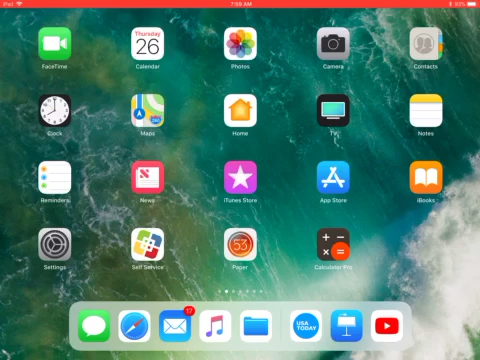 iPad 7:59 AM 93%
Thursday
26
FaceTime Calendar Photos Camera Contacts
Clock Maps Home TV Notes
Reminders News iTunes Store App Store iBooks
53
Settings Self Service Paper Calculator Pro
17
USA
TODAY